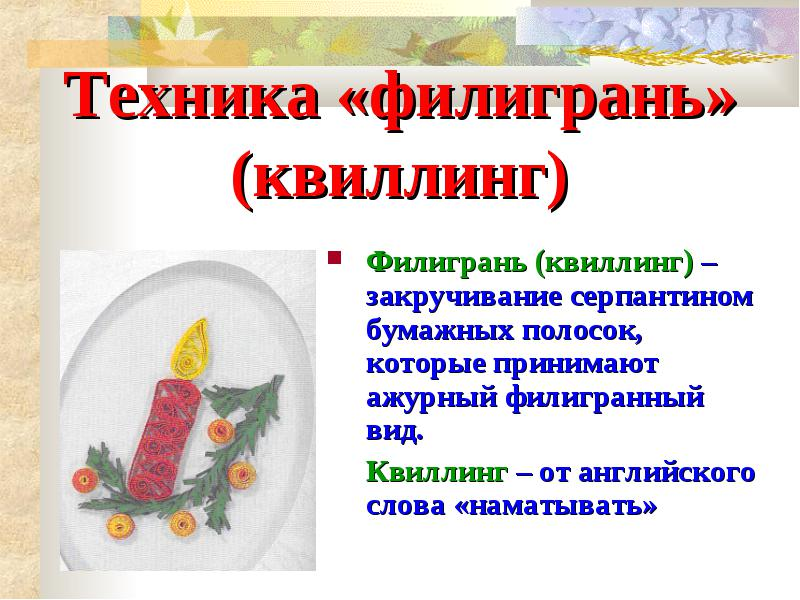 Техника «филигрань»
(квиллинг)
Филигрань (квиллинг) –
закручивание серпантином
бумажных полосок,
которые принимают
ажурный филигранный
вид.
Квиллинг – от английского
слова «наматывать»